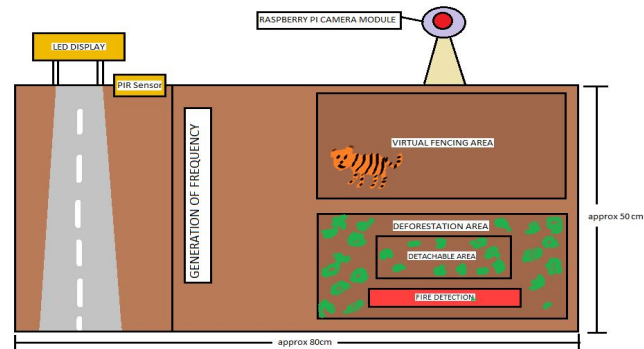 RASPBERRY PI CAMERA MODULE
LED DISPLAY
PIR Sensor
GENERATION OF FREQUENCY
VIRTUAL FENCING AREA
DEFORESTATION AREA
DETACHABLE AREA
FIRE DETECTION
approx 50 cm
approx 80cm